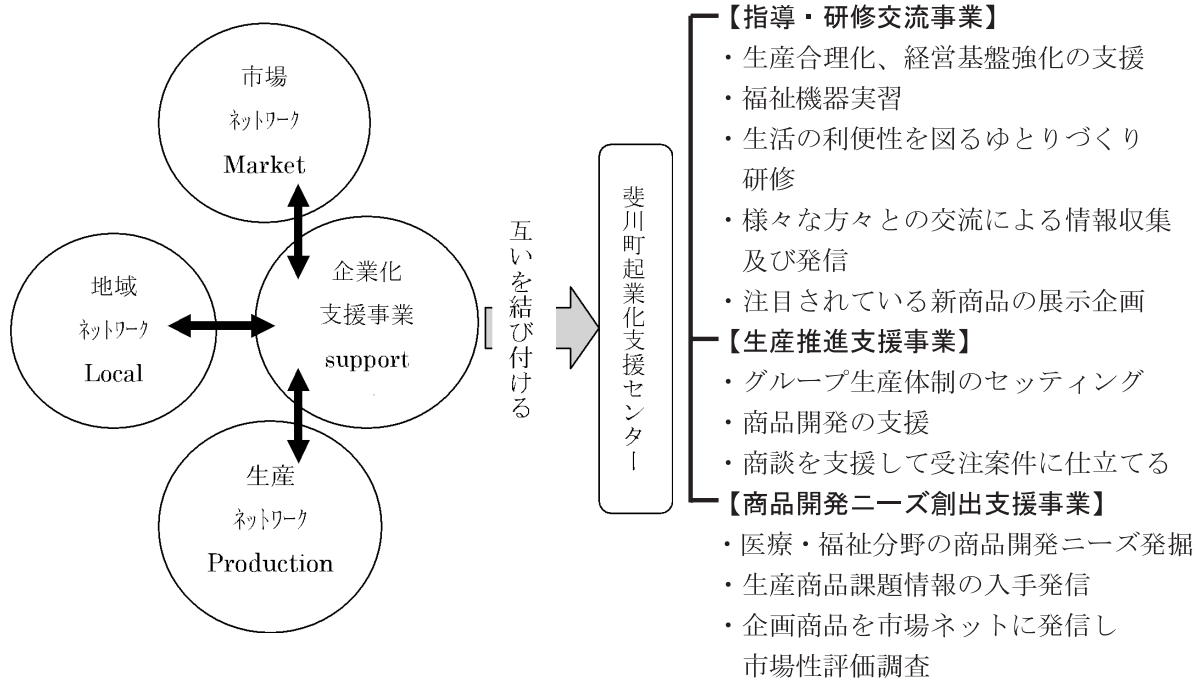 市場
ネットワーク
Market
地域
ネットワーク
Local
企業化
支援事業
support
生産
ネットワーク
Production
互いを結び付ける
斐川町起業化支援センター
【指導・研修交流事業】
・生産合理化、経営基盤強化の支援
・福祉機器実習
・生活の利便性を図るゆとりづくり
研修
・様々な方々との交流による情報収集
及び発信
・注目されている新商品の展示企画
【生産推進支援事業】
・グループ生産体制のセッティング
・商品開発の支援
・商談を支援して受注案件に仕立てる
【商品開発ニーズ創出支援事業】
・医療・福祉分野の商品開発ニーズ発掘
・生産商品課題情報の入手発信
・企画商品を市場ネットに発信し
市場性評価調査